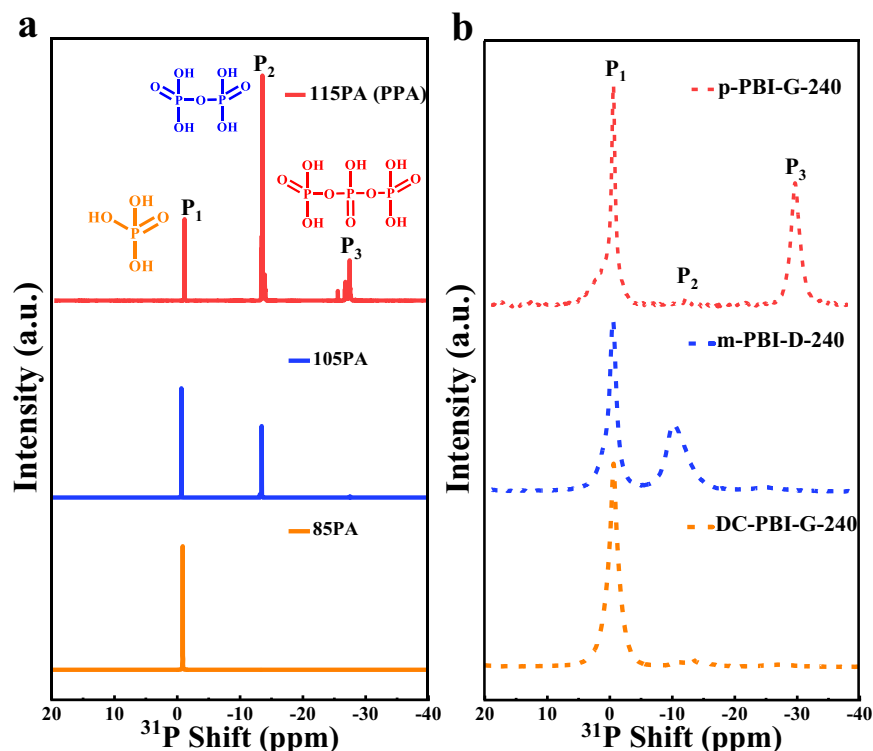 a
P2
115PA (PPA)
OH OH
O P O P O
OH OH
OH OH OH
O P O P O P O
OH O OH
OH
HO P O
OH
P1
P3
105PA
85PA
Intensity (a.u.)
20 10 0 -10 -20 -30 -40
31P Shift (ppm)
b
P1
p-PBI-G-240
P3
P2
m-PBI-D-240
DC-PBI-G-240
Intensity (a.u.)
20 10 0 -10 -20 -30 -40
31P Shift (ppm)